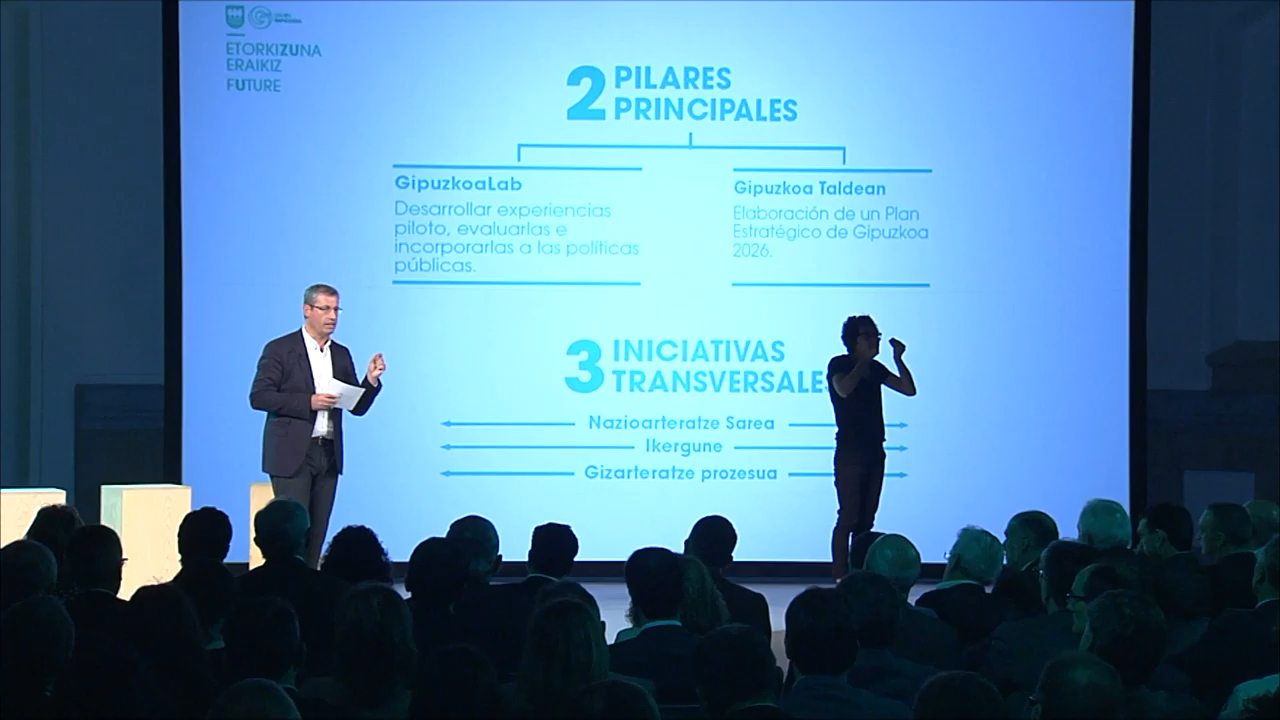 ETORKIZUNA
ERAIKIZ
FUTURE
2 PILARES
PRINCIPALES
GipuzkoaLab
Desarrollar experiencias
piloto, evaluarlas e
incorporarlas a las políticas
públicas.
Gipuzkoa Taldean
Elaboración de un Plan
Estratégico de Gipuzkoa
2026.
3 INICIATIVAS
TRANSVERSALE
Nazioarteratze Sarea
Ikergune
Gizarteratze prozesua